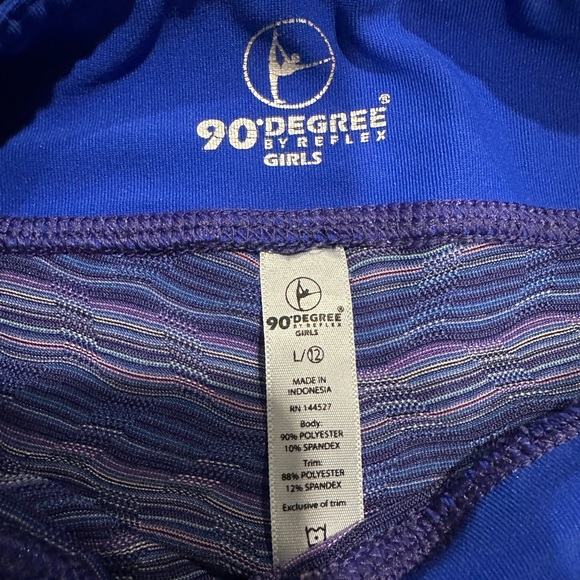 90°DEGREE®
BY REFLEX
GIRLS
90°DEGREE®
BY REFLEX
GIRLS
L/⑫
MADE IN
INDONESIA
RN 144527
Body:
90% POLYESTER
10% SPANDEX
Trim:
88% POLYESTER
12% SPANDEX
Exclusive of trim